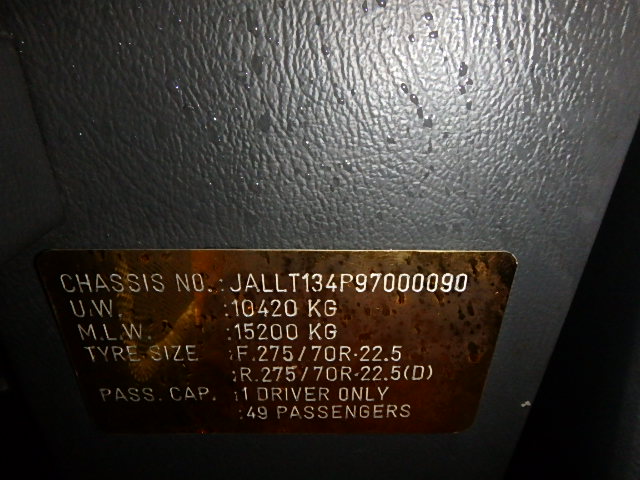 CHASSIS NO. :JALLT134P97000090
U.W. :10420 KG
M.L.W. :15200 KG
TYRE SIZE :F.275/70R-22.5
:R.275/70R-22.5(D)
PASS. CAP. :1 DRIVER ONLY
:49 PASSENGERS